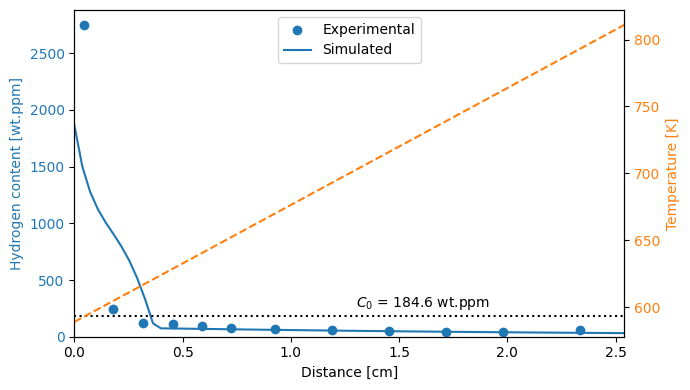 Experimental
Simulated
Hydrogen content [wt.ppm]
2500
2000
1500
1000
500
0
800
750
700
650
600
Temperature [K]
C₀ = 184.6 wt.ppm
0.0 0.5 1.0 1.5 2.0 2.5
Distance [cm]